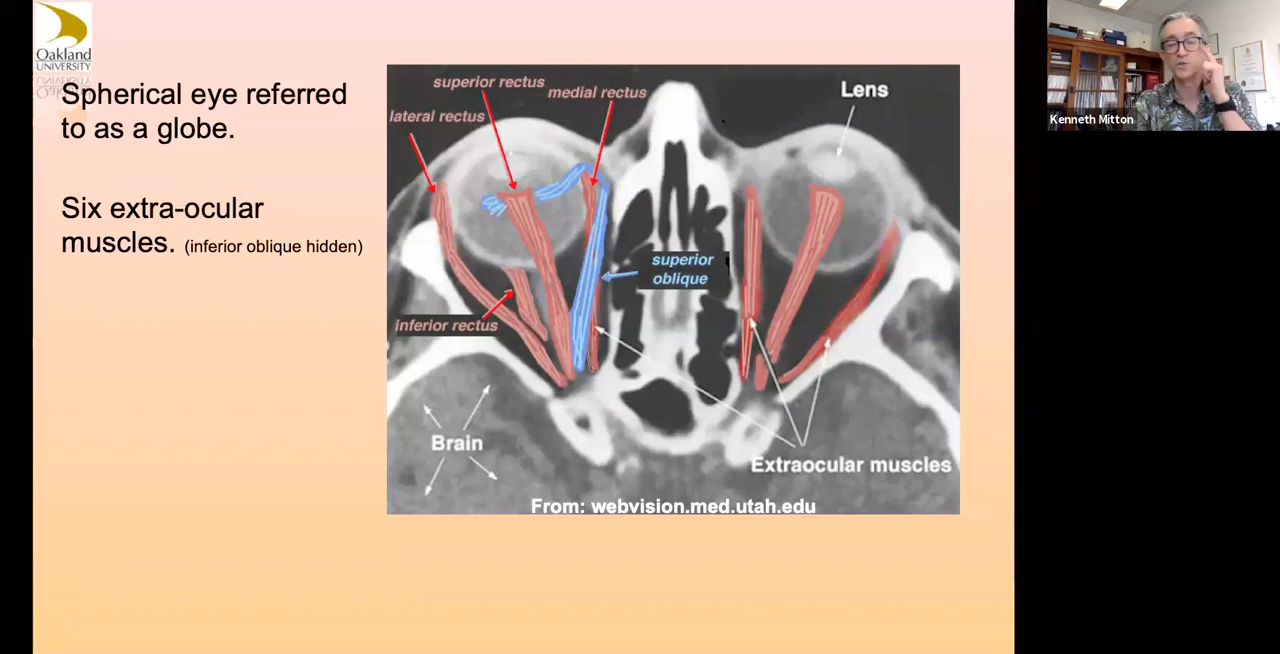 Oakland
UNIVERSITY
Spherical eye referred
to as a globe.
Six extra-ocular
muscles. (inferior oblique hidden)
superior rectus
medial rectus
lateral rectus
Lens
superior
oblique
inferior rectus
Brain
Extraocular muscles
From: webvision.med.utah.edu
Kenneth Mitton